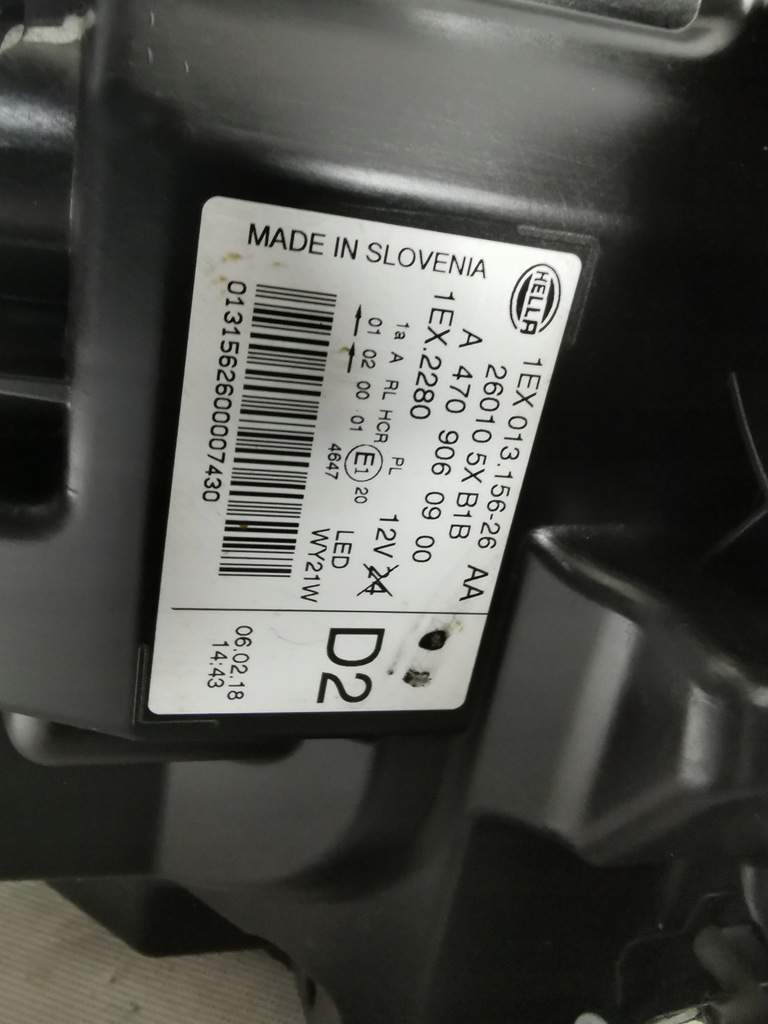 HELLA
1EX 013.156-26 AA
26010 5X B1B
A 470 906 09 00
1EX.2280
MADE IN SLOVENIA
12V 24
1a A RL HCR PL
01 02 00 01 E1 20
4647
LED
WY21W
0131562600007430
D2
06.02.18
14:43